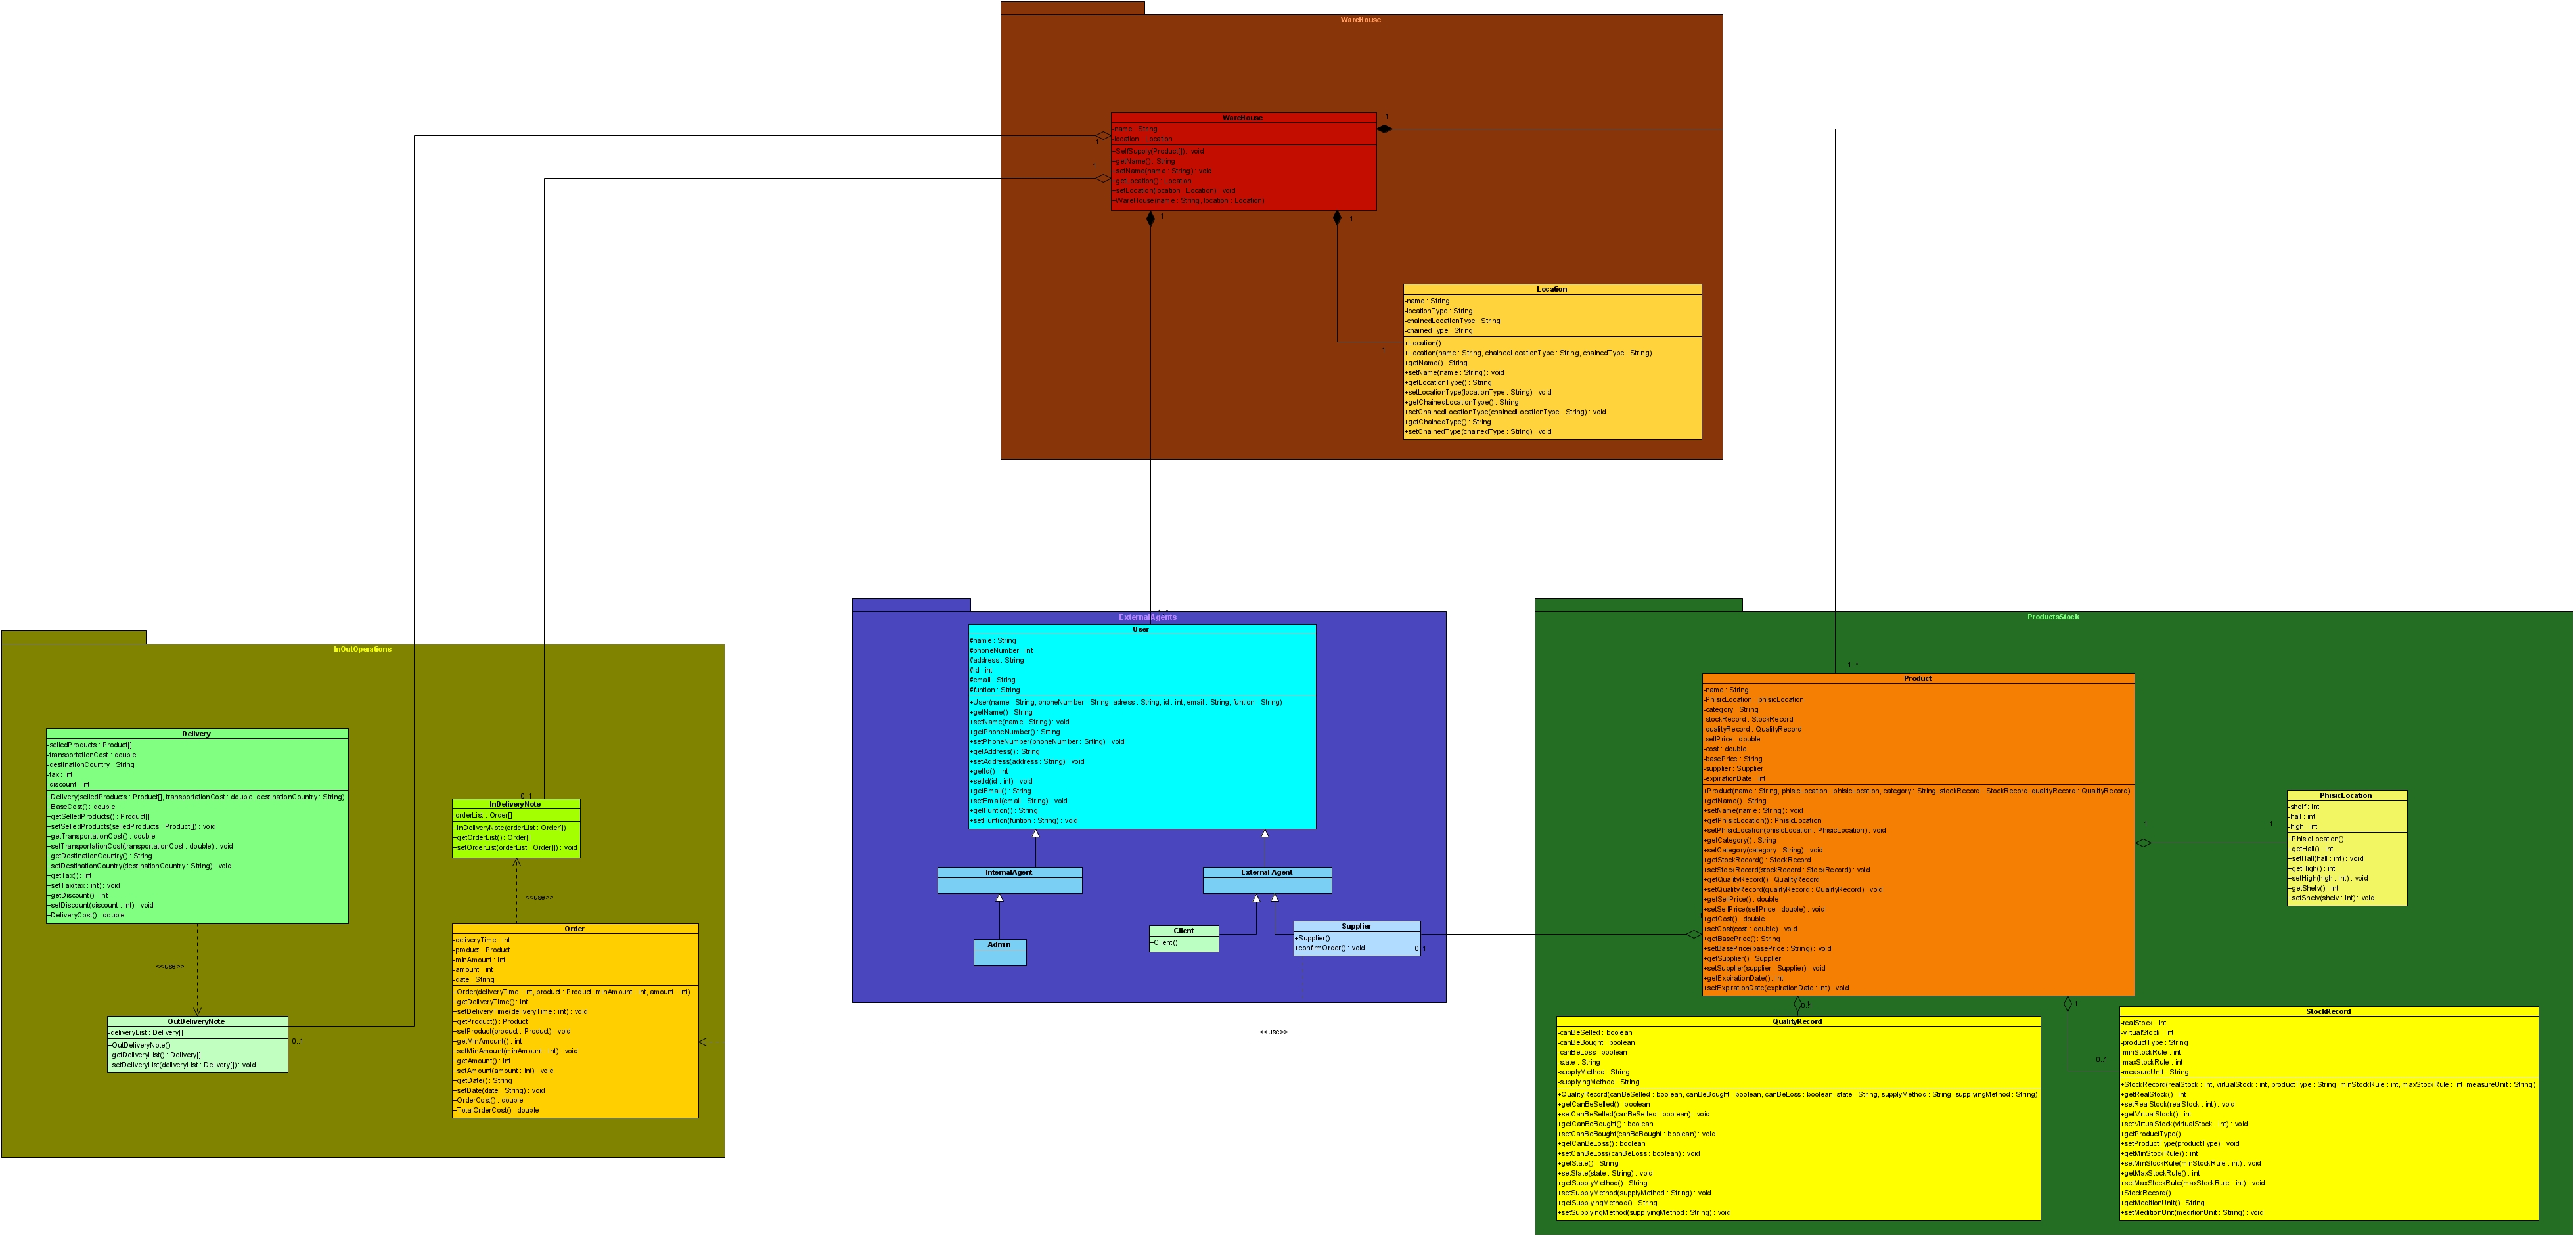 WareHouse
WareHouse
-name : String
-location : Location
+SelfSupply(Product[]) : void
+getName() : String
+setName(name : String) : void
+getLocation() : Location
+setLocation(location : Location) : void
+WareHouse(name : String, location : Location)
1
1
1
1
1
Location
-name : String
-locationType : String
-chainedLocationType : String
-chainedType : String
+Location()
+Location(name : String, chainedLocationType : String, chainedType : String)
+getName() : String
+setName(name : String) : void
+getLocationType() : String
+setLocationType(locationType : String) : void
+getChainedLocationType() : String
+setChainedLocationType(chainedLocationType : String) : void
+getChainedType() : String
+setChainedType(chainedType : String) : void
1
InOutOperations
Delivery
-selledProducts : Product[]
-transportationCost : double
-destinationCountry : String
-tax : int
-discount : int
+Delivery(selledProducts : Product[], transportationCost : double, destinationCountry : String)
+BaseCost() : double
+getSelledProducts() : Product[]
+setSelledProducts(selledProducts : Product[]) : void
+getTransportationCost() : double
+setTransportationCost(transportationCost : double) : void
+getDestinationCountry() : String
+setDestinationCountry(destinationCountry : String) : void
+getTax() : int
+setTax(tax : int) : void
+getDiscount() : int
+setDiscount(discount : int) : void
+DeliveryCost() : double
<<use>>
OutDeliveryNote
-deliveryList : Delivery[]
+OutDeliveryNote()
+getDeliveryList() : Delivery[]
+setDeliveryList(deliveryList : Delivery[]) : void
0..1
0..1
InDeliveryNote
-orderList : Order[]
+InDeliveryNote(orderList : Order[])
+getOrderList() : Order[]
+setOrderList(orderList : Order[]) : void
<<use>>
Order
-deliveryTime : int
-product : Product
-minAmount : int
-amount : int
-date : String
+Order(deliveryTime : int, product : Product, minAmount : int, amount : int)
+getDeliveryTime() : int
+setDeliveryTime(deliveryTime : int) : void
+getProduct() : Product
+setProduct(product : Product) : void
+getMinAmount() : int
+setMinAmount(minAmount : int) : void
+getAmount() : int
+setAmount(amount : int) : void
+getDate() : String
+setDate(date : String) : void
+OrderCost() : double
+TotalOrderCost() : double
ExternalAgents
User
#name : String
#phoneNumber : int
#address : String
#id : int
#email : String
#funtion : String
+User(name : String, phoneNumber : String, adress : String, id : int, email : String, funtion : String)
+getName() : String
+setName(name : String) : void
+getPhoneNumber() : Srting
+setPhoneNumber(phoneNumber : Srting) : void
+getAddress() : String
+setAddress(address : String) : void
+getId() : int
+setId(id : int) : void
+getEmail() : String
+setEmail(email : String) : void
+getFuntion() : String
+setFuntion(funtion : String) : void
InternalAgent
External Agent
Admin
Client
+Client()
Supplier
+Supplier()
+confirmOrder() : void
0..1
<<use>>
ProductsStock
1..*
Product
-name : String
-PhisicLocation : phisicLocation
-category : String
-stockRecord : StockRecord
-qualityRecord : QualityRecord
-sellPrice : double
-cost : double
-basePrice : String
-supplier : Supplier
-expirationDate : int
+Product(name : String, phisicLocation : phisicLocation, category : String, stockRecord : StockRecord, qualityRecord : QualityRecord)
+getName() : String
+setName(name : String) : void
+getPhisicLocation() : PhisicLocation
+setPhisicLocation(phisicLocation : PhisicLocation) : void
+getCategory() : String
+setCategory(category : String) : void
+getStockRecord() : StockRecord
+setStockRecord(stockRecord : StockRecord) : void
+getQualityRecord() : QualityRecord
+setQualityRecord(qualityRecord : QualityRecord) : void
+getSellPrice() : double
+setSellPrice(sellPrice : double) : void
+getCost() : double
+setCost(cost : double) : void
+getBasePrice() : String
+setBasePrice(basePrice : String) : void
+getSupplier() : Supplier
+setSupplier(supplier : Supplier) : void
+getExpirationDate() : int
+setExpirationDate(expirationDate : int) : void
1
1
PhisicLocation
-shelf : int
-hall : int
-high : int
+PhisicLocation()
+getHall() : int
+setHall(hall : int) : void
+getHigh() : int
+setHigh(high : int) : void
+getShelv() : int
+setShelv(shelv : int) : void
QualityRecord
-canBeSelled : boolean
-canBeBought : boolean
-canBeLoss : boolean
-state : String
-supplyMethod : String
-supplyingMethod : String
+QualityRecord(canBeSelled : boolean, canBeBought : boolean, canBeLoss : boolean, state : String, supplyMethod : String, supplyingMethod : String)
+getCanBeSelled() : boolean
+setCanBeSelled(canBeSelled : boolean) : void
+getCanBeBought() : boolean
+setCanBeBought(canBeBought : boolean) : void
+getCanBeLoss() : boolean
+setCanBeLoss(canBeLoss : boolean) : void
+getState() : String
+setState(state : String) : void
+getSupplyMethod() : String
+setSupplyMethod(supplyMethod : String) : void
+getSupplyingMethod() : String
+setSupplyingMethod(supplyingMethod : String) : void
1
0..1
StockRecord
-realStock : int
-virtualStock : int
-productType : String
-minStockRule : int
-maxStockRule : int
-measureUnit : String
+StockRecord(realStock : int, virtualStock : int, productType : String, minStockRule : int, maxStockRule : int, measureUnit : String)
+getRealStock() : int
+setRealStock(realStock : int) : void
+getVirtualStock() : int
+setVirtualStock(virtualStock : int) : void
+getProductType()
+setProductType(productType) : void
+getMinStockRule() : int
+setMinStockRule(minStockRule : int) : void
+getMaxStockRule() : int
+setMaxStockRule(maxStockRule : int) : void
+StockRecord()
+getMeditionUnit() : String
+setMeditionUnit(meditionUnit : String) : void